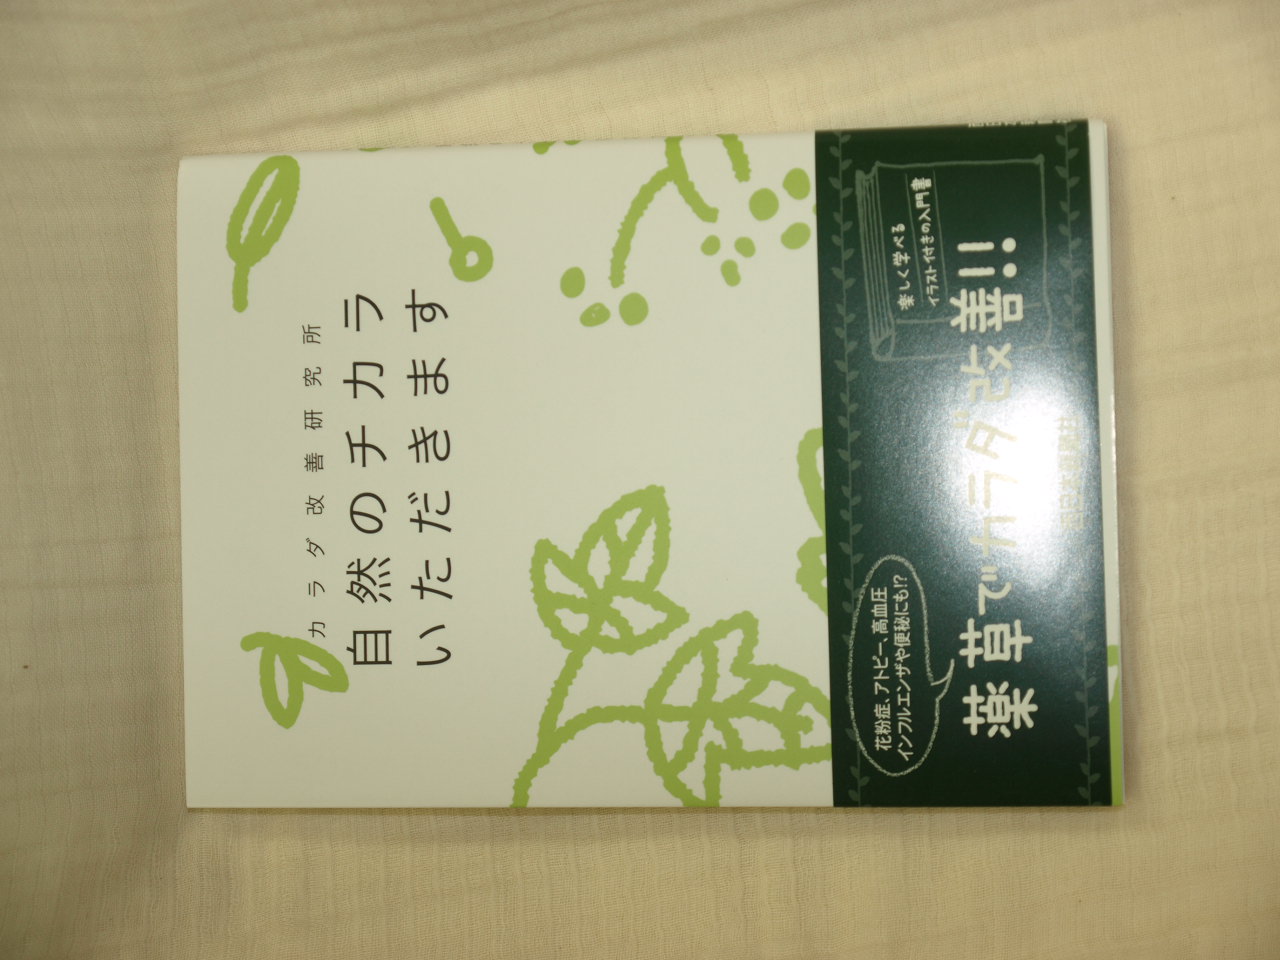 カラダ改善研究所
自然のチカラ
いただきます
花粉症、アトピー、高血圧
インフルエンザや便秘にも!?
楽しく学べる
イラスト付きの入門書
薬草でカラダ改善!!